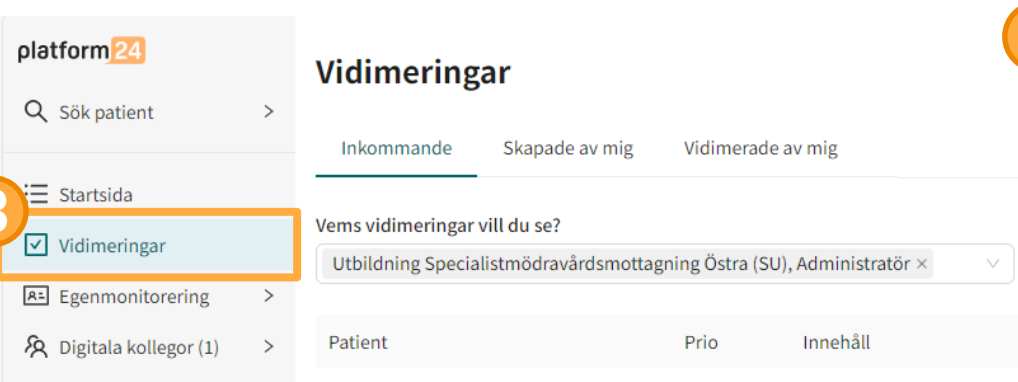 platform24
Sök patient
Startsida
Vidimeringar
Egenmonitorering
Digitala kollegor (1)
Vidimeringar
Inkommande Skapade av mig Vidimerade av mig
Vems vidimeringar vill du se?
Utbildning Specialistmödravårdsmottagning Östra (SU), Administratör ×
Patient Prio Innehåll